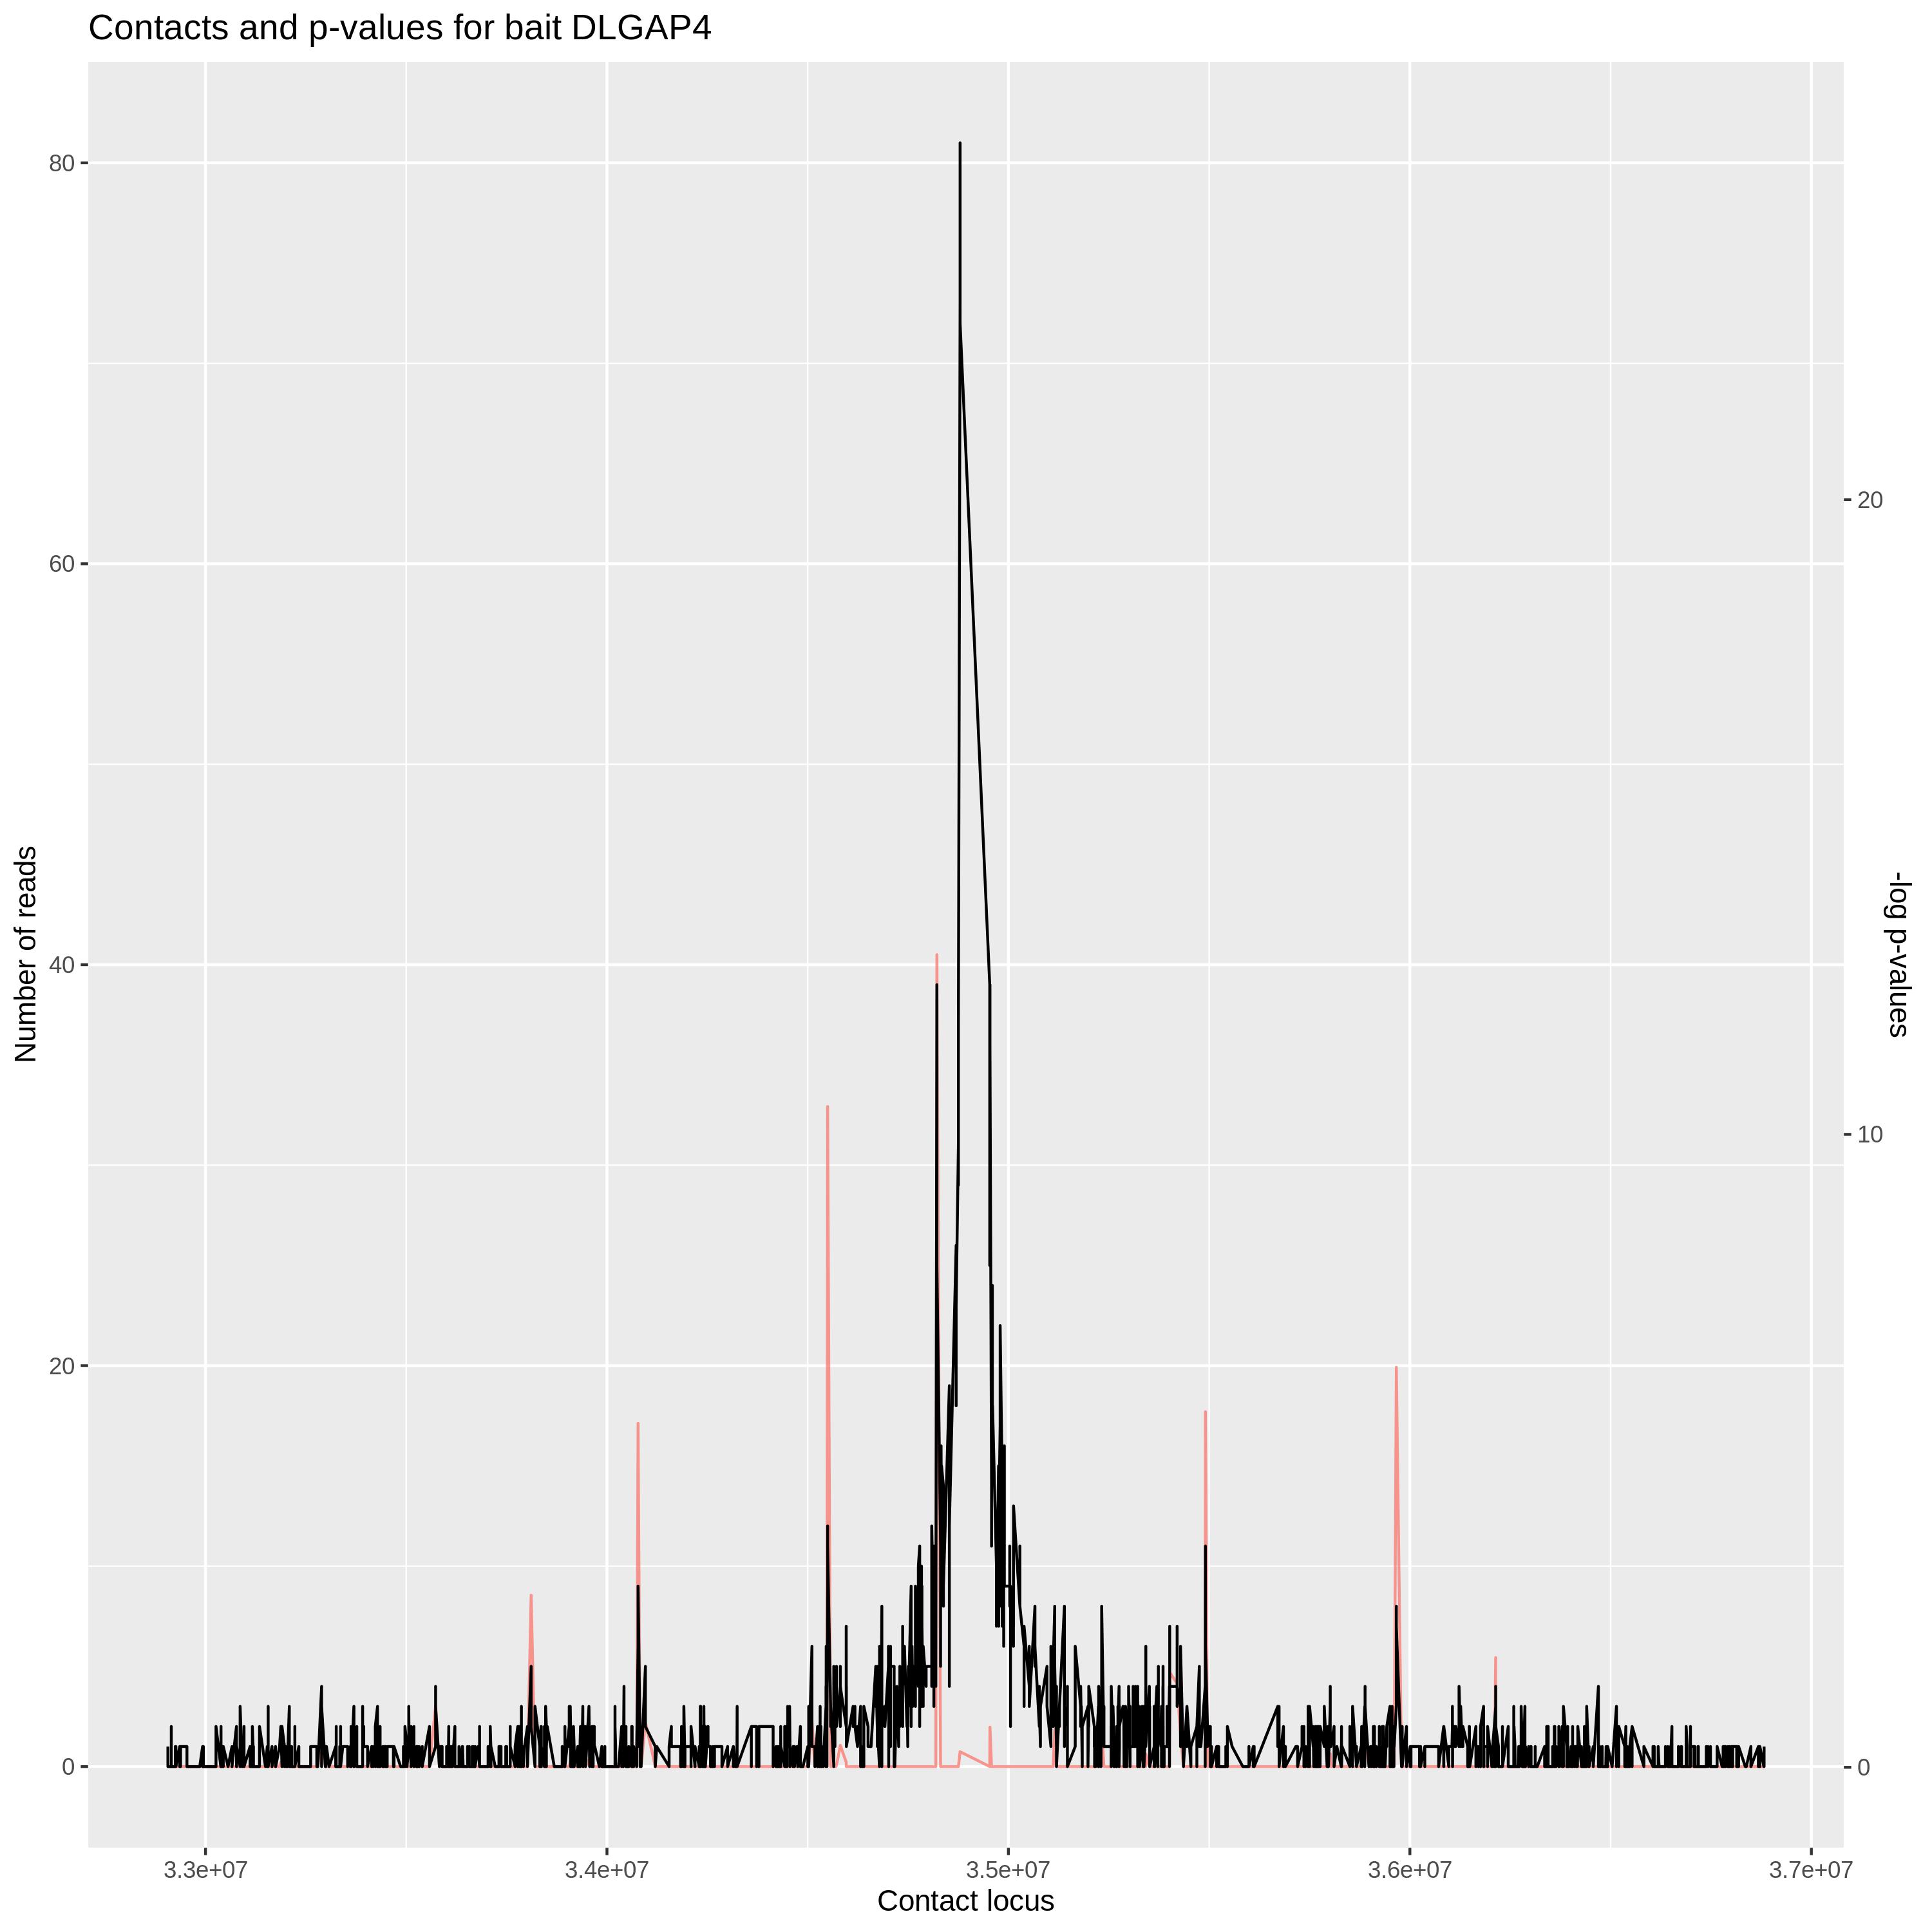 Contacts and p-values for bait DLGAP4
80
60
40
20
0
Number of reads
20
10
0
-log p-values
3.3e+07
3.4e+07
3.5e+07
3.6e+07
3.7e+07
Contact locus